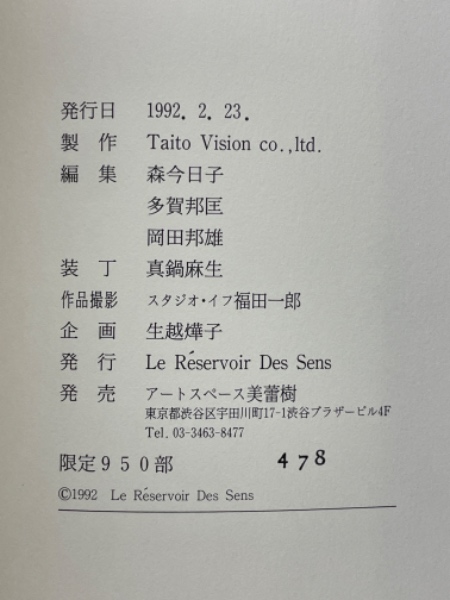 発行日 1992. 2. 23.
製 作 Taito Vision co.,ltd.
編 集 森今日子
多賀邦匡
岡田邦雄
装 丁 真鍋麻生
作品撮影 スタジオ・イフ福田一郎
企 画 生越燁子
発 行 Le Réservoir Des Sens
発 売 アートスペース美蕾樹
東京都渋谷区宇田川町17-1渋谷ブラザービル4F
Tel. 03-3463-8477
限定950部 478
©1992 Le Réservoir Des Sens